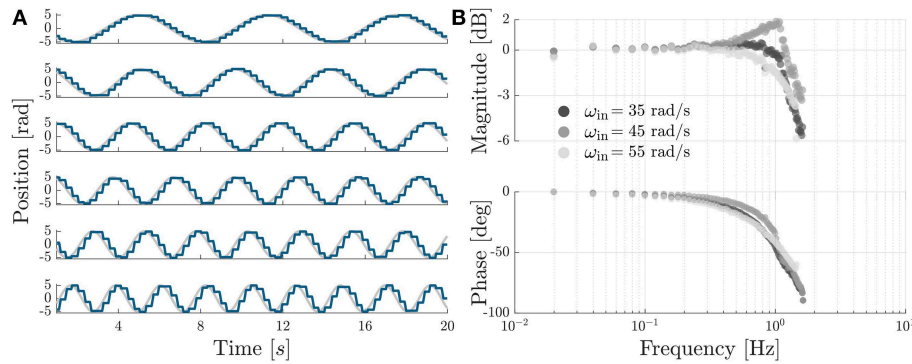 A
5
0
-5
5
0
-5
5
0
-5
5
0
-5
5
0
-5
5
0
-5
Position [rad]
4 8 12 16 20
Time [s]
B
2
0
-3
-6
Magnitude [dB]
ω_in = 35 rad/s
ω_in = 45 rad/s
ω_in = 55 rad/s
0
-50
-100
Phase [deg]
10^-2 10^-1 10^0 10^1
Frequency [Hz]